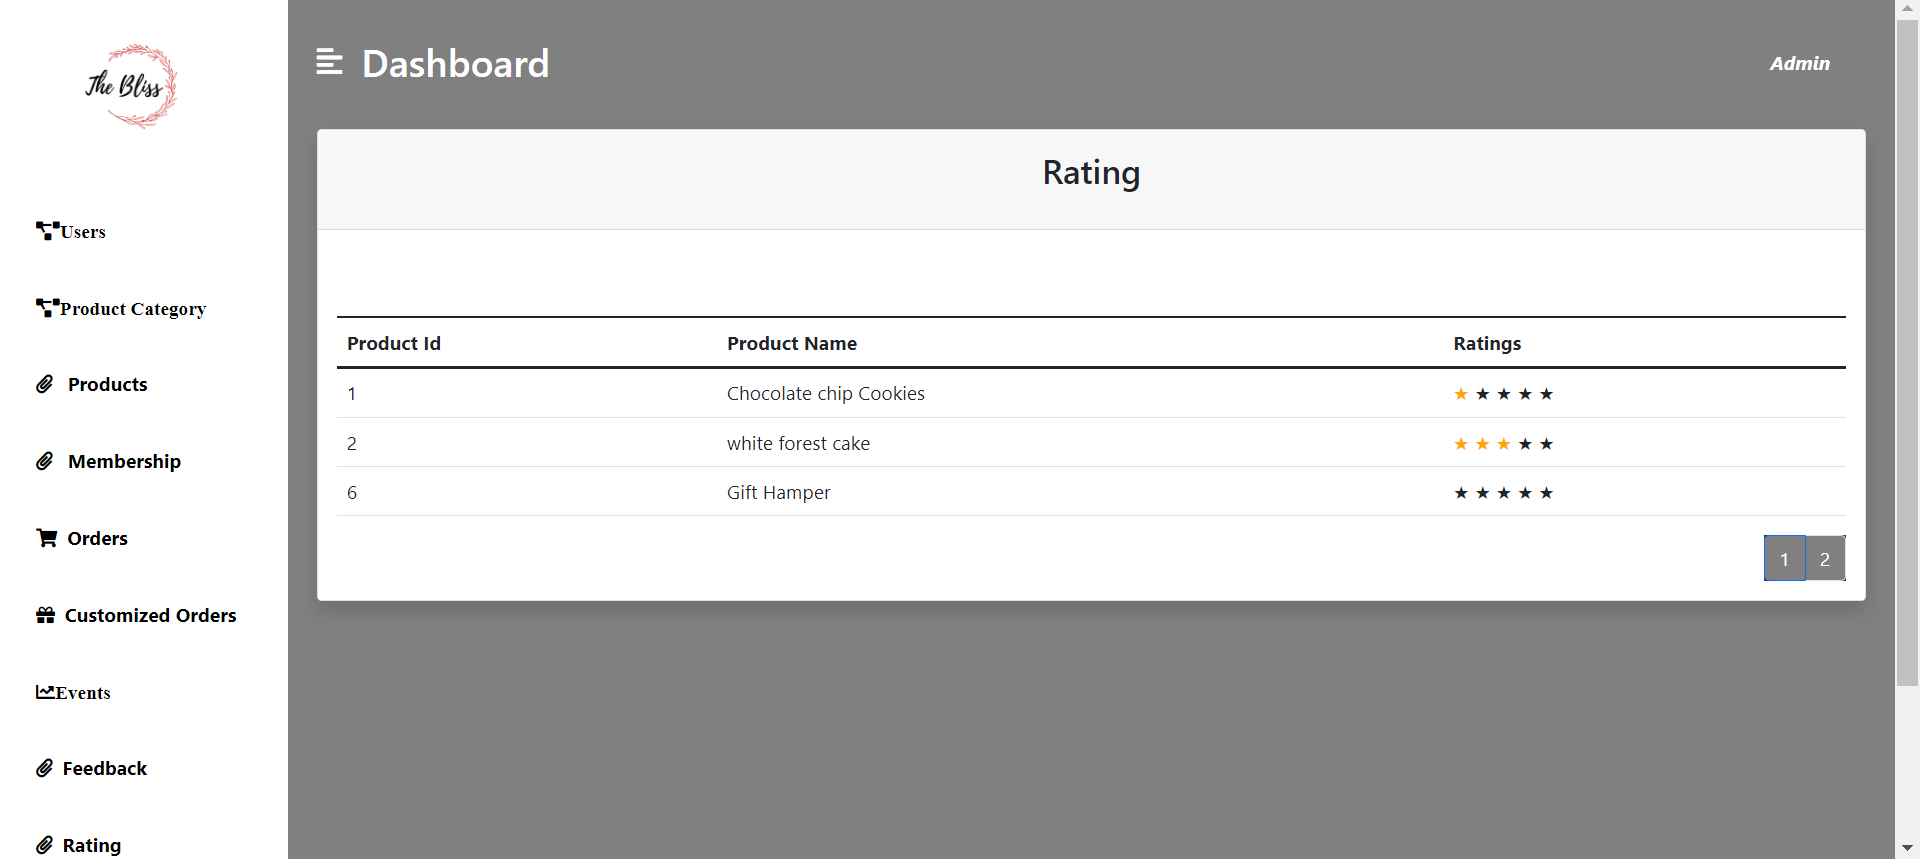 The Bliss
Users
Product Category
Products
Membership
Orders
Customized Orders
Events
Feedback
Rating
Dashboard
Admin
Rating
Product Id Product Name Ratings
1 Chocolate chip Cookies ★ ★ ★ ★ ★
2 white forest cake ★ ★ ★ ★ ★
6 Gift Hamper ★ ★ ★ ★ ★
1 2